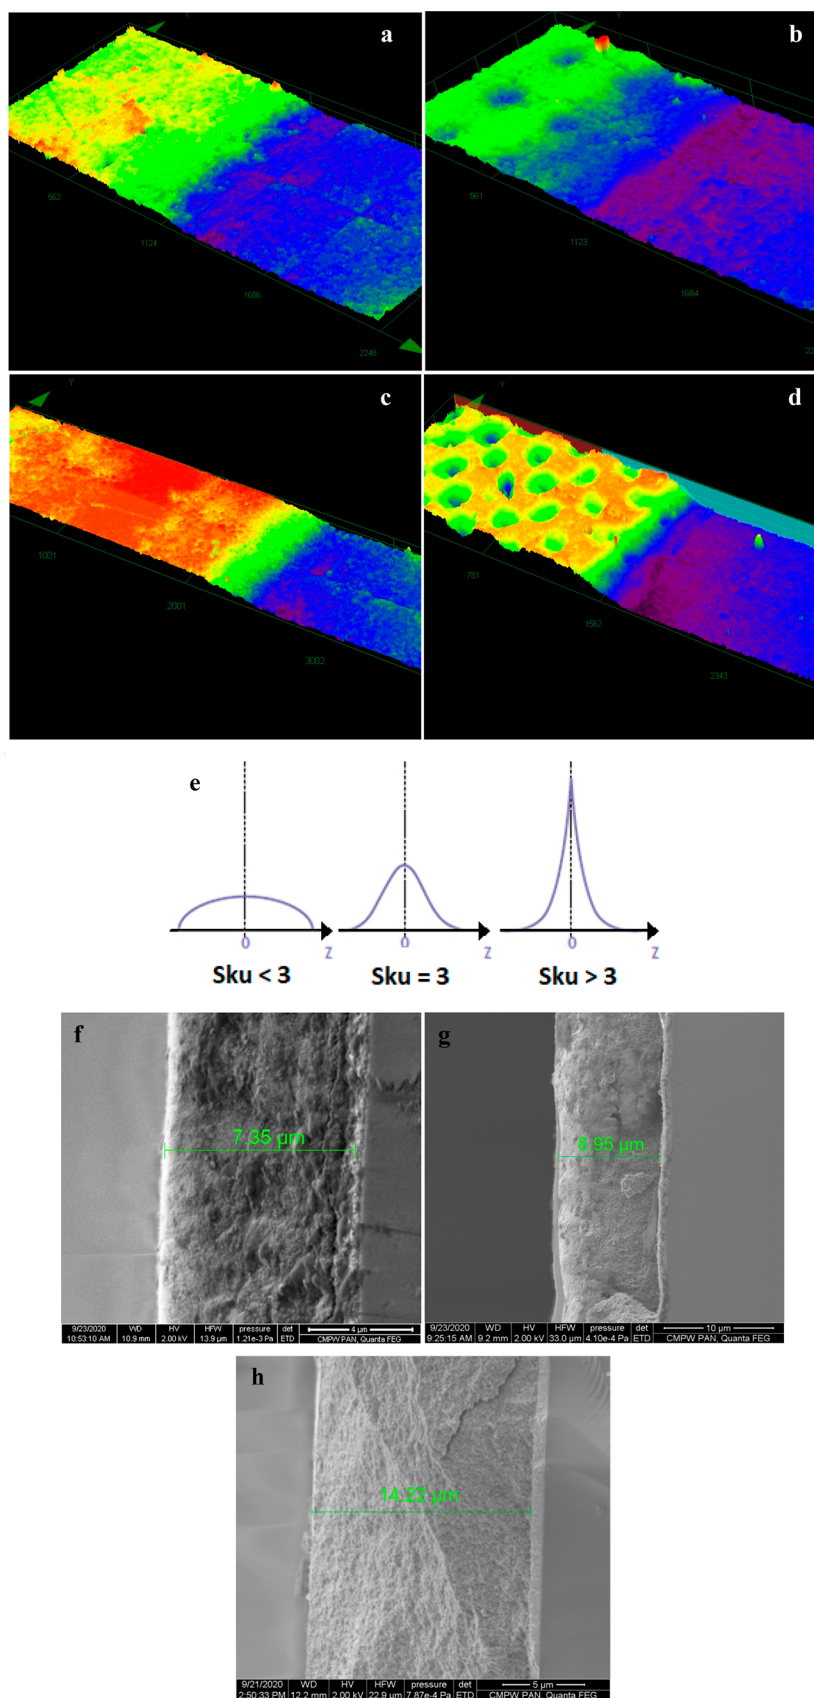 a
Y
562
1124
1686
2248
b
Y
561
1123
1684
22
c
Y
1001
2001
3002
d
Y
781
1562
2343
e
0
Z
0
Z
0
Z
Sku < 3
Sku = 3
Sku > 3
f
7.35 µm
9/23/2020 WD HV HFW pressure det 4 µm
10:53:10 AM 10.9 mm 2.00 kV 13.9 µm 1.21e-3 Pa ETD CMPW PAN, Quanta FEG
g
8.95 µm
9/23/2020 WD HV HFW pressure det 10 µm
9:25:15 AM 9.2 mm 2.00 kV 33.0 µm 4.10e-4 Pa ETD CMPW PAN, Quanta FEG
h
14.22 µm
9/21/2020 WD HV HFW pressure det 5 µm
2:50:33 PM 12.2 mm 2.00 kV 22.9 µm 7.87e-4 Pa ETD CMPW PAN, Quanta FEG